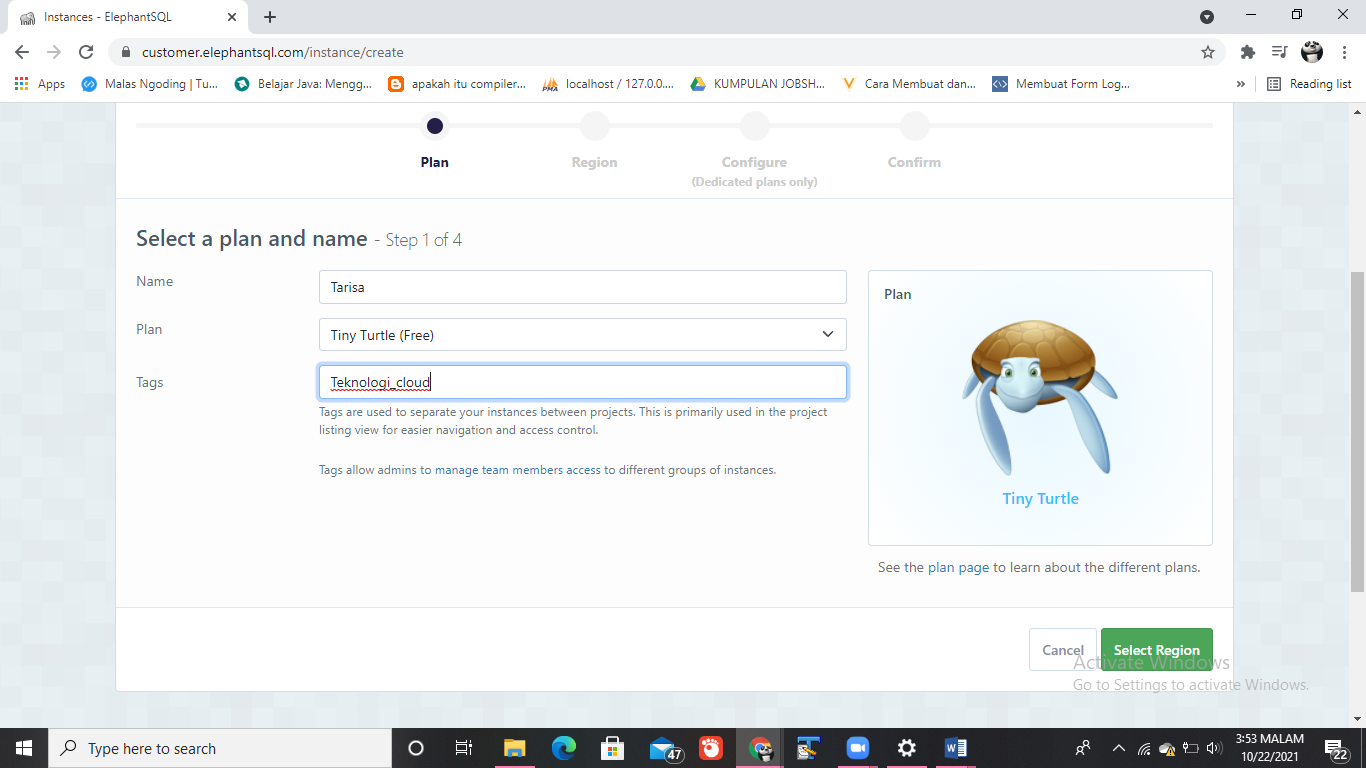 Instances - ElephantSQL
customer.elephantsql.com/instance/create
Apps
Malas Ngoding | Tu...
Belajar Java: Mengg...
apakah itu compiler...
localhost / 127.0.0....
KUMPULAN JOBSH...
Cara Membuat dan...
Membuat Form Log...
»
Reading list
Plan
Region
Configure
(Dedicated plans only)
Confirm
Select a plan and name - Step 1 of 4
Name
Tarisa
Plan
Tiny Turtle (Free)
Tags
Teknologi_cloud
Tags are used to separate your instances between projects. This is primarily used in the project
listing view for easier navigation and access control.
Tags allow admins to manage team members access to different groups of instances.
Plan
Tiny Turtle
See the plan page to learn about the different plans.
Cancel
Select Region
Activate Windows
Go to Settings to activate Windows.
Type here to search
47
3:53 MALAM
10/22/2021
22